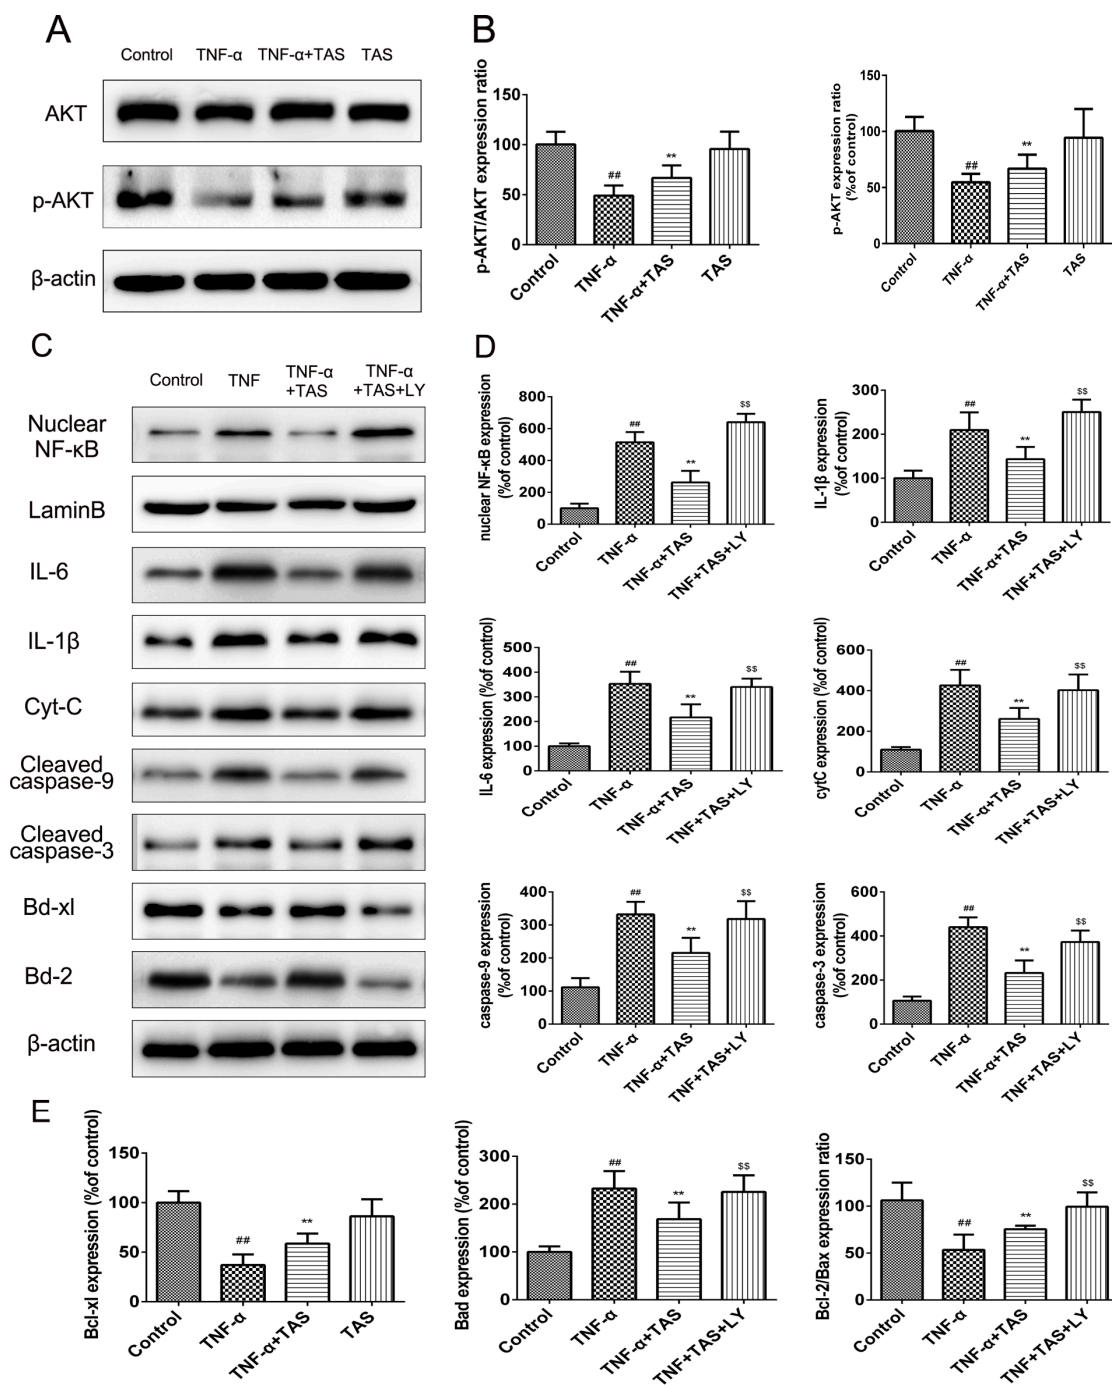 A
Control TNF-α TNF-α+TAS TAS
AKT
p-AKT
β-actin
B
p-AKT/AKT expression ratio
150
100
50
0
##
**
Control
TNF-α
TNF-α+TAS
TAS
p-AKT expression ratio
(%of control)
150
100
50
0
##
**
Control
TNF-α
TNF-α+TAS
TAS
C
Control TNF TNF-α +TAS TNF-α +TAS+LY
Nuclear
NF-κB
LaminB
IL-6
IL-1β
Cyt-C
Cleaved
caspase-9
Cleaved
caspase-3
Bd-xl
Bd-2
β-actin
D
nuclear NF-κB expression
(%of control)
800
600
400
200
0
##
**
$$
Control
TNF-α
TNF-α+TAS
TNF+TAS+LY
IL-1β expression
(%of control)
300
200
100
0
##
**
$$
Control
TNF-α
TNF-α+TAS
TNF+TAS+LY
IL-6 expression (%of control)
500
400
300
200
100
0
##
**
$$
Control
TNF-α
TNF-α+TAS
TNF+TAS+LY
cytC expression (%of control)
600
400
200
0
##
**
$$
Control
TNF-α
TNF-α+TAS
TNF+TAS+LY
caspase-9 expression
(%of control)
400
300
200
100
0
##
**
$$
Control
TNF-α
TNF-α+TAS
TNF+TAS+LY
caspase-3 expression
(%of control)
600
400
200
0
##
**
$$
Control
TNF-α
TNF-α+TAS
TNF+TAS+LY
E
Bcl-xl expression (%of control)
150
100
50
0
##
**
Control
TNF-α
TNF-α+TAS
TAS
Bad expression (%of control)
300
200
100
0
##
**
$$
Control
TNF-α
TNF-α+TAS
TNF+TAS+LY
Bcl-2/Bax expression ratio
150
100
50
0
##
**
$$
Control
TNF-α
TNF-α+TAS
TNF+TAS+LY